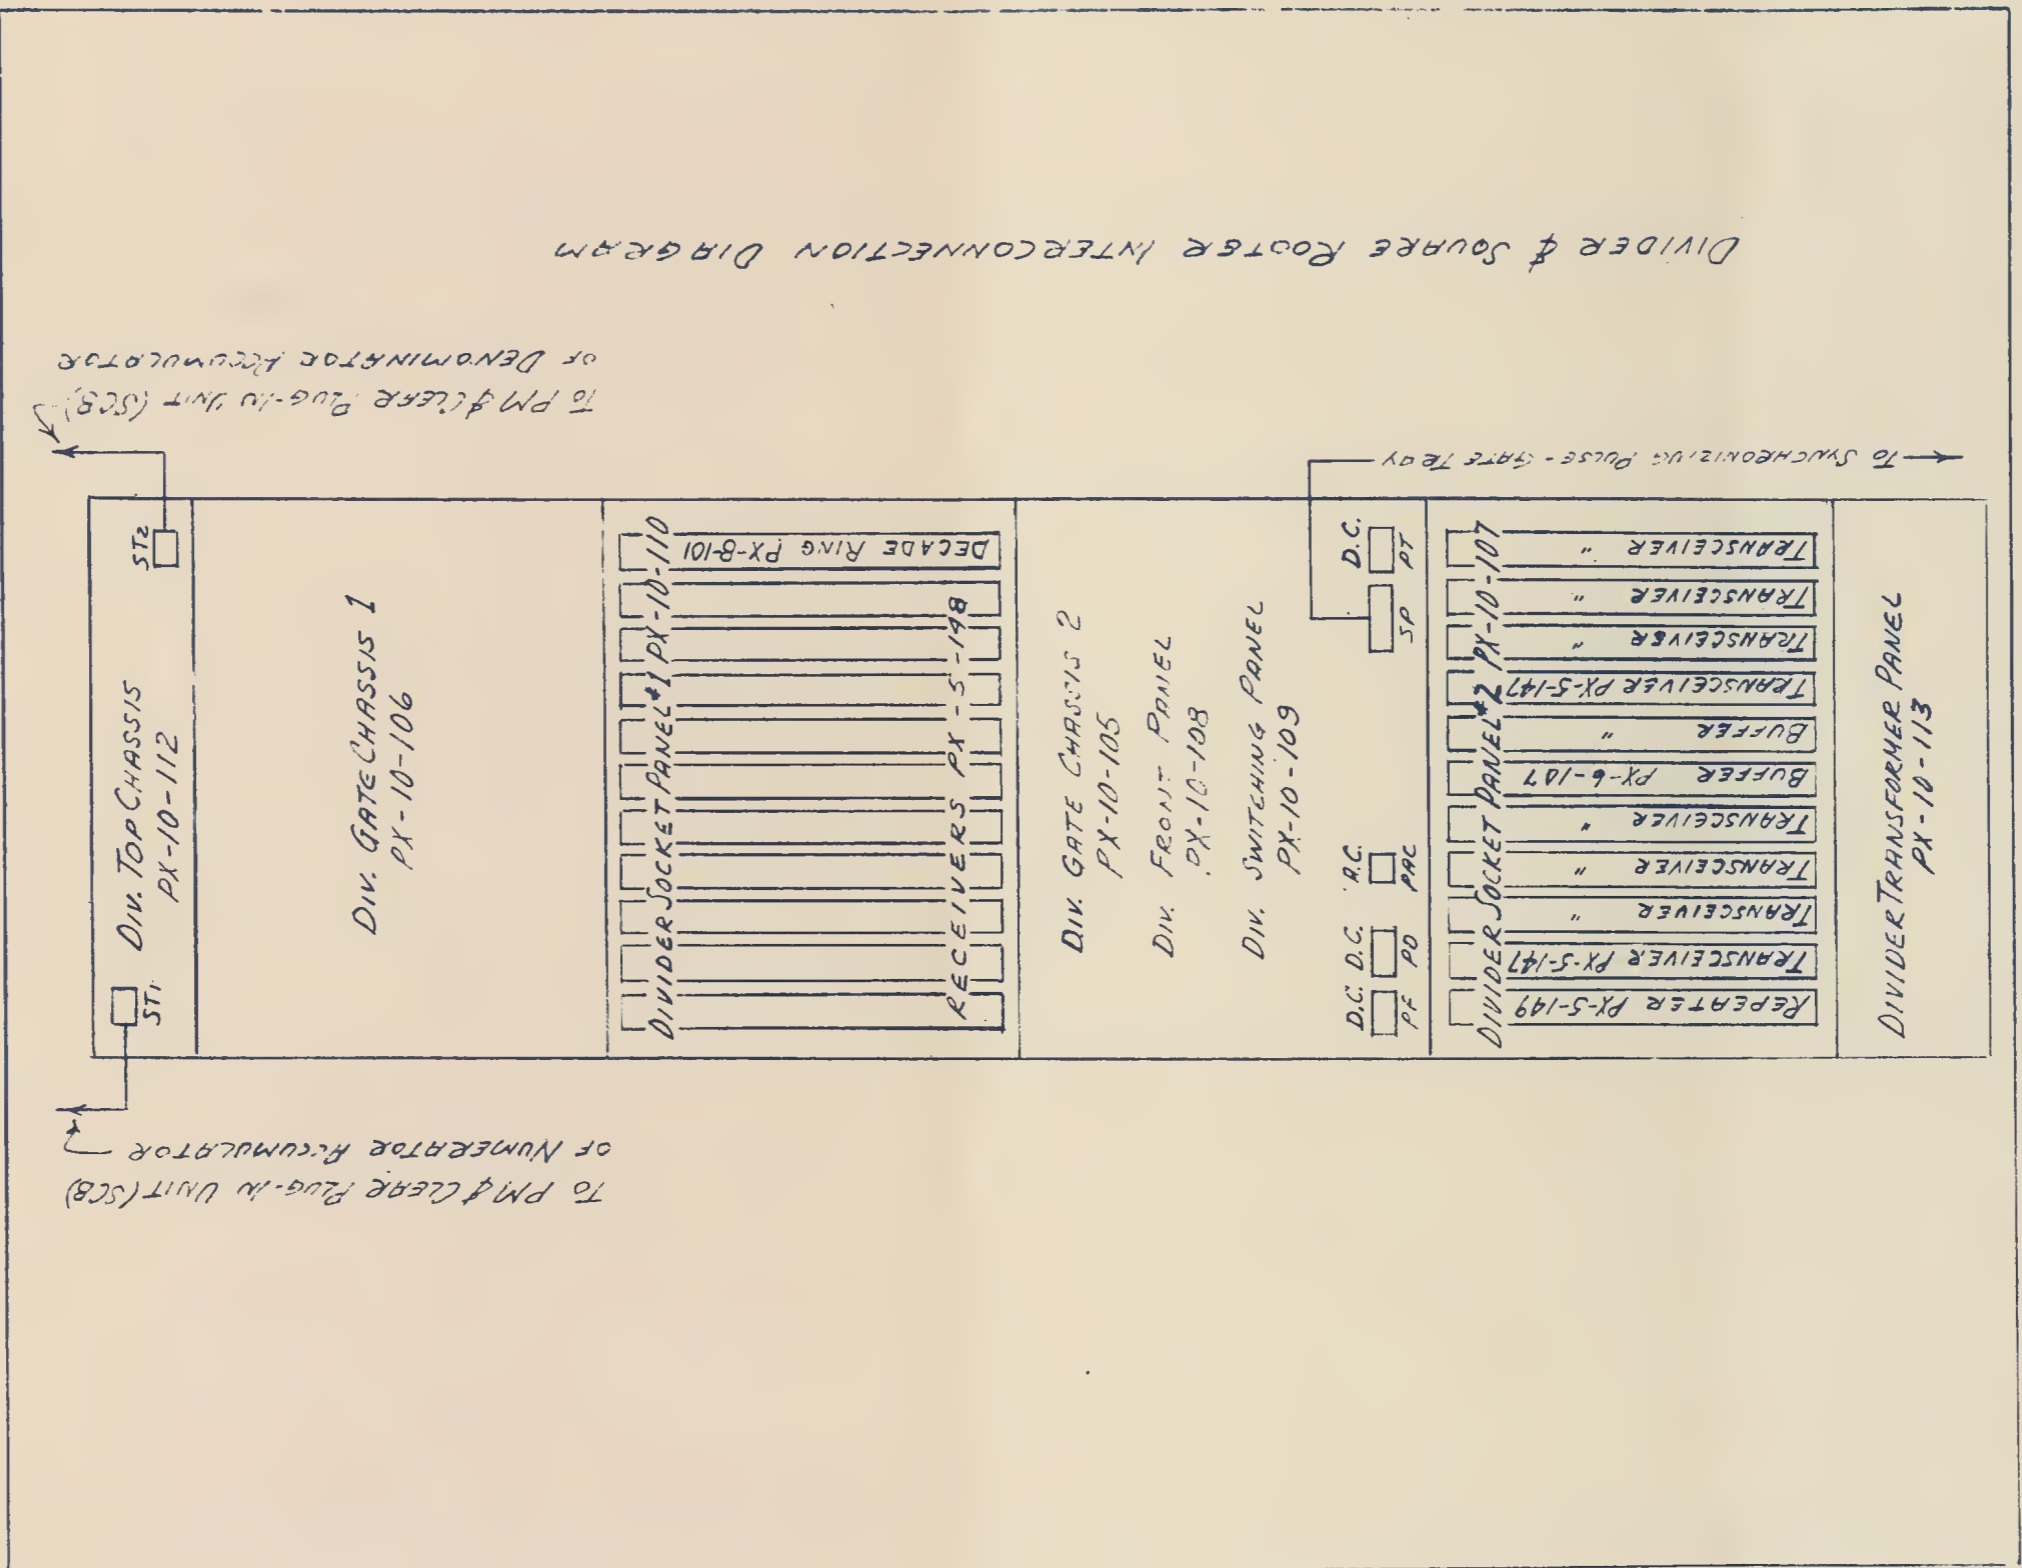 DIVIDER & SQUARE ROOTER INTERCONNECTION DIAGRAM
TO PM & CLEAR PLUG-IN UNIT (SCB)
OF DENOMINATOR ACCUMULATOR
TO SYNCHRONIZING PULSE-GATE TRAY
ST2
ST1
DIV. TOP CHASSIS
PX-10-112
DIV. GATE CHASSIS 1
PX-10-106
DIVIDER SOCKET PANEL #1 PX-10-110
DECADE RING PX-8-101
RECEIVERS PX-5-148
DIV. GATE CHASSIS 2
PX-10-105
DIV. FRONT PANEL
PX-10-108
DIV. SWITCHING PANEL
PX-10-109
D.C. D.C. A.C. D.C.
PF PD PAC SP PT
DIVIDER SOCKET PANEL #2 PX-10-107
TRANSCEIVER "
TRANSCEIVER "
TRANSCEIVER "
TRANSCEIVER PX-5-147
BUFFER "
BUFFER PX-6-107
TRANSCEIVER "
TRANSCEIVER "
TRANSCEIVER "
TRANSCEIVER PX-5-147
REPEATER PX-5-149
DIVIDER TRANSFORMER PANEL
PX-10-113
TO PM & CLEAR PLUG-IN UNIT (SCB)
OF NUMERATOR ACCUMULATOR